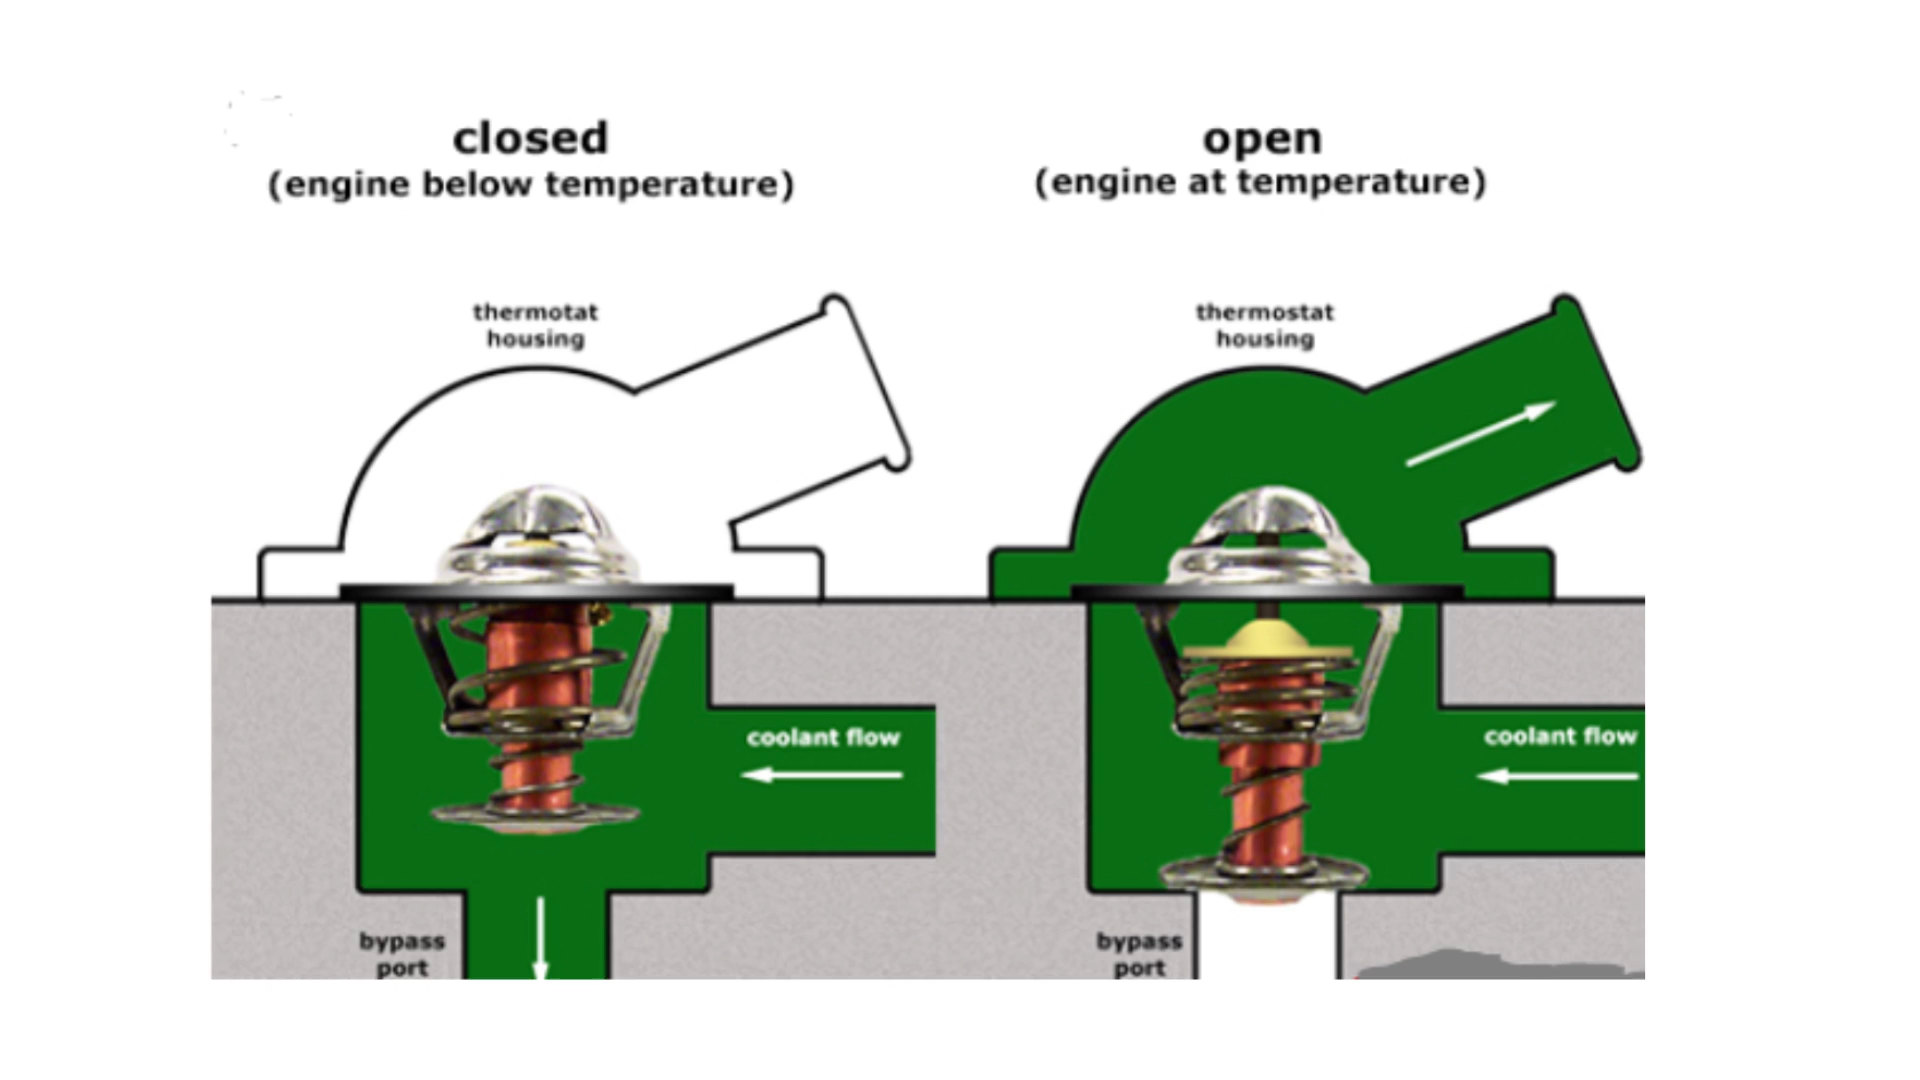 closed
(engine below temperature)
thermotat
housing
coolant flow
bypass
port
open
(engine at temperature)
thermostat
housing
coolant flow
bypass
port